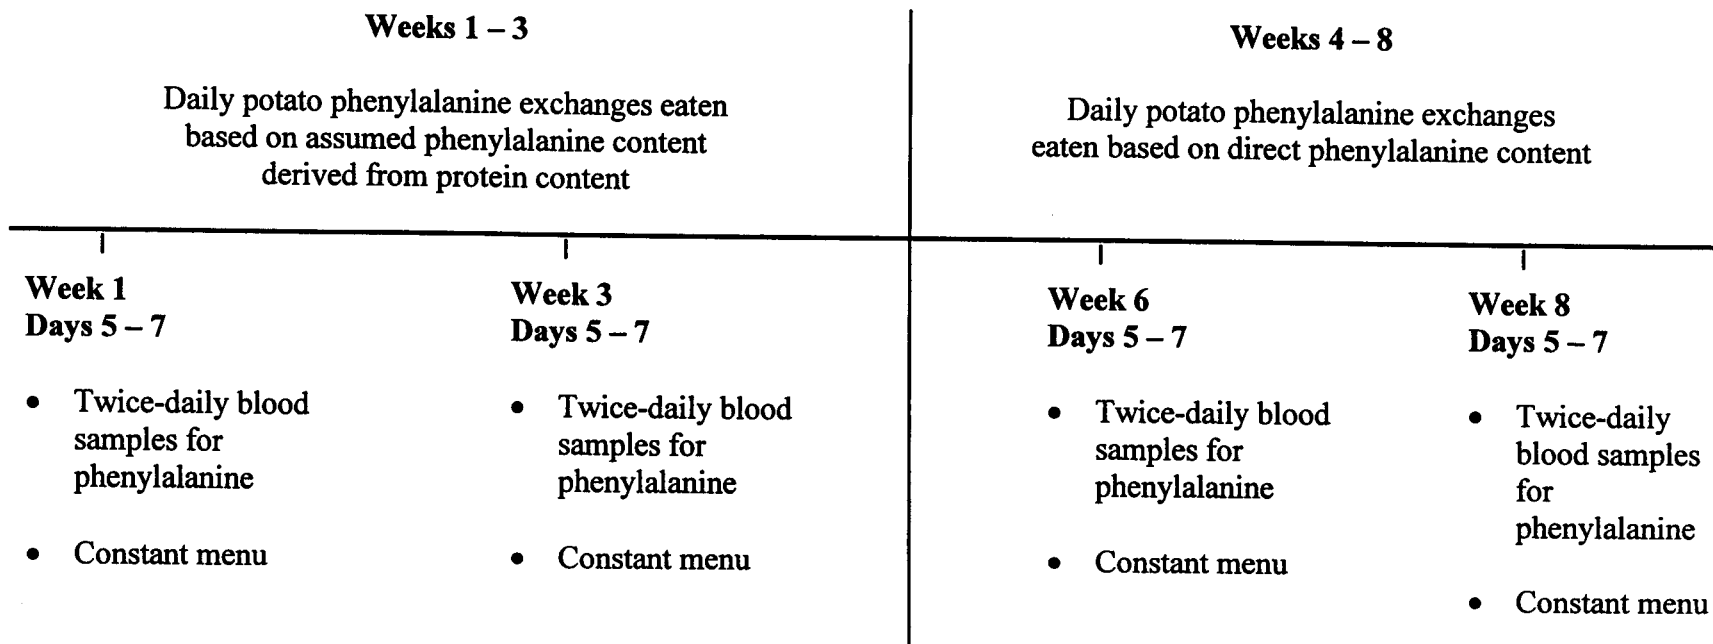 Weeks 1 – 3
Daily potato phenylalanine exchanges eaten
based on assumed phenylalanine content
derived from protein content
Weeks 4 – 8
Daily potato phenylalanine exchanges
eaten based on direct phenylalanine content
Week 1
Days 5 – 7
• Twice-daily blood
samples for
phenylalanine
• Constant menu
Week 3
Days 5 – 7
• Twice-daily blood
samples for
phenylalanine
• Constant menu
Week 6
Days 5 – 7
• Twice-daily blood
samples for
phenylalanine
• Constant menu
Week 8
Days 5 – 7
• Twice-daily
blood samples
for
phenylalanine
• Constant menu